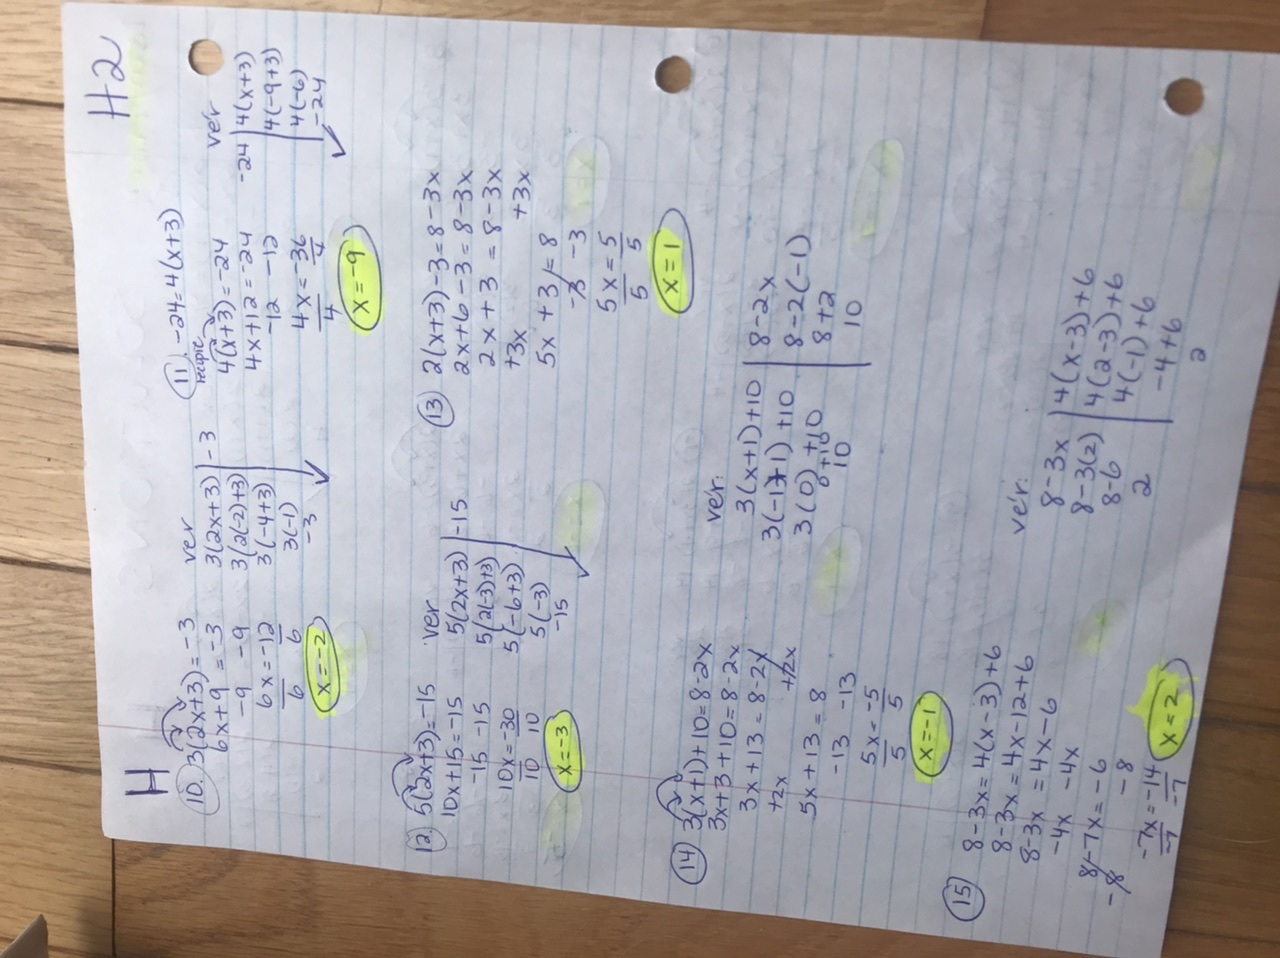 H
H2
10. 3(2x+3) = -3
6x+9 = -3
-9 -9
6x = -12
6 6
x = -2
ver
3(2x+3) | -3
3(2(-2)+3)
3(-4+3)
3(-1)
-3
11. -24 = 4(x+3)
4(x+3) = -24
4x+12 = -24
-12 -12
4x = -36
4 4
x = -9
ver
-24 | 4(x+3)
4(-9+3)
4(-6)
-24
12. 5(2x+3) = -15
10x+15 = -15
-15 -15
10x = -30
10 10
x = -3
ver
5(2x+3) | -15
5(2(-3)+3)
5(-6+3)
5(-3)
-15
13 2(x+3)-3 = 8-3x
2x+6-3 = 8-3x
2x+3 = 8-3x
+3x +3x
5x+3 = 8
-3 -3
5x = 5
5 5
x = 1
14 3(x+1)+10 = 8-2x
3x+3+10 = 8-2x
3x+13 = 8-2x
+2x +2x
5x+13 = 8
-13 -13
5x = -5
5 5
x = -1
ver:
3(x+1)+10 | 8-2x
3(-1+1)+10 | 8-2(-1)
3(0)+10 | 8+2
0+10 | 10
10
15 8-3x = 4(x-3)+6
8-3x = 4x-12+6
8-3x = 4x-6
-4x -4x
8-7x = -6
-8 -8
-7x = -14
-7 -7
x = 2
ver:
8-3x | 4(x-3)+6
8-3(2) | 4(2-3)+6
8-6 | 4(-1)+6
2 | -4+6
2